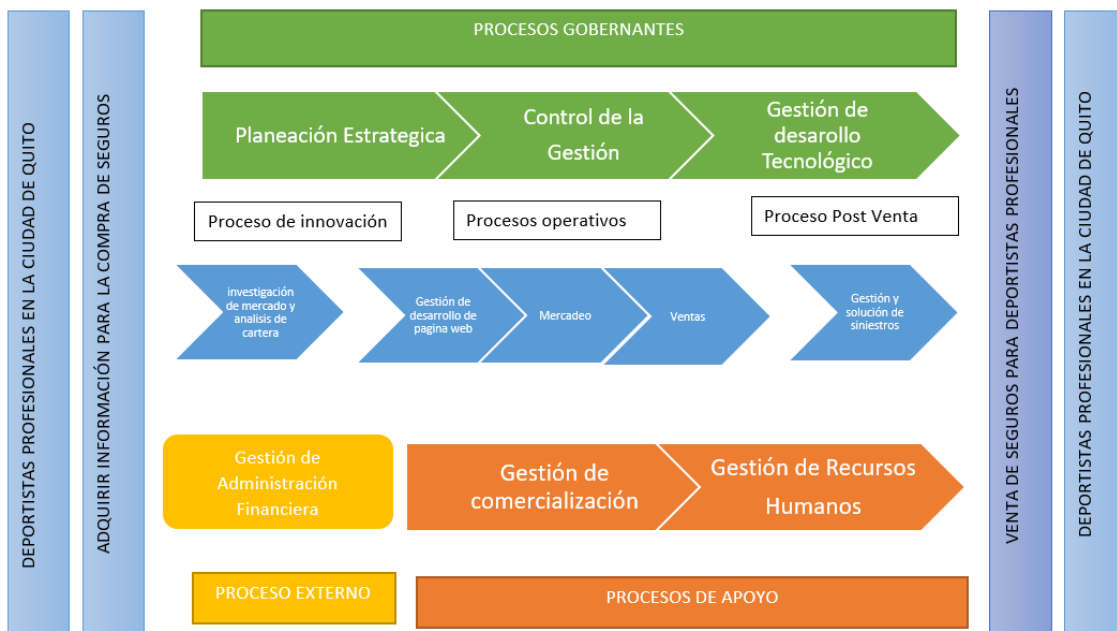 DEPORTISTAS PROFESIONALES EN LA CIUDAD DE QUITO
ADQUIRIR INFORMACIÓN PARA LA COMPRA DE SEGUROS
PROCESOS GOBERNANTES
Planeación Estrategica
Control de la
Gestión
Gestión de
desarollo
Tecnológico
Proceso de innovación
Procesos operativos
Proceso Post Venta
investigación
de mercado y
analisis de
cartera
Gestión de
desarrollo de
pagina web
Mercadeo
Ventas
Gestión y
solución de
siniestros
Gestión de
Administración
Financiera
Gestión de
comercialización
Gestión de Recursos
Humanos
PROCESO EXTERNO
PROCESOS DE APOYO
VENTA DE SEGUROS PARA DEPORTISTAS PROFESIONALES
DEPORTISTAS PROFESIONALES EN LA CIUDAD DE QUITO